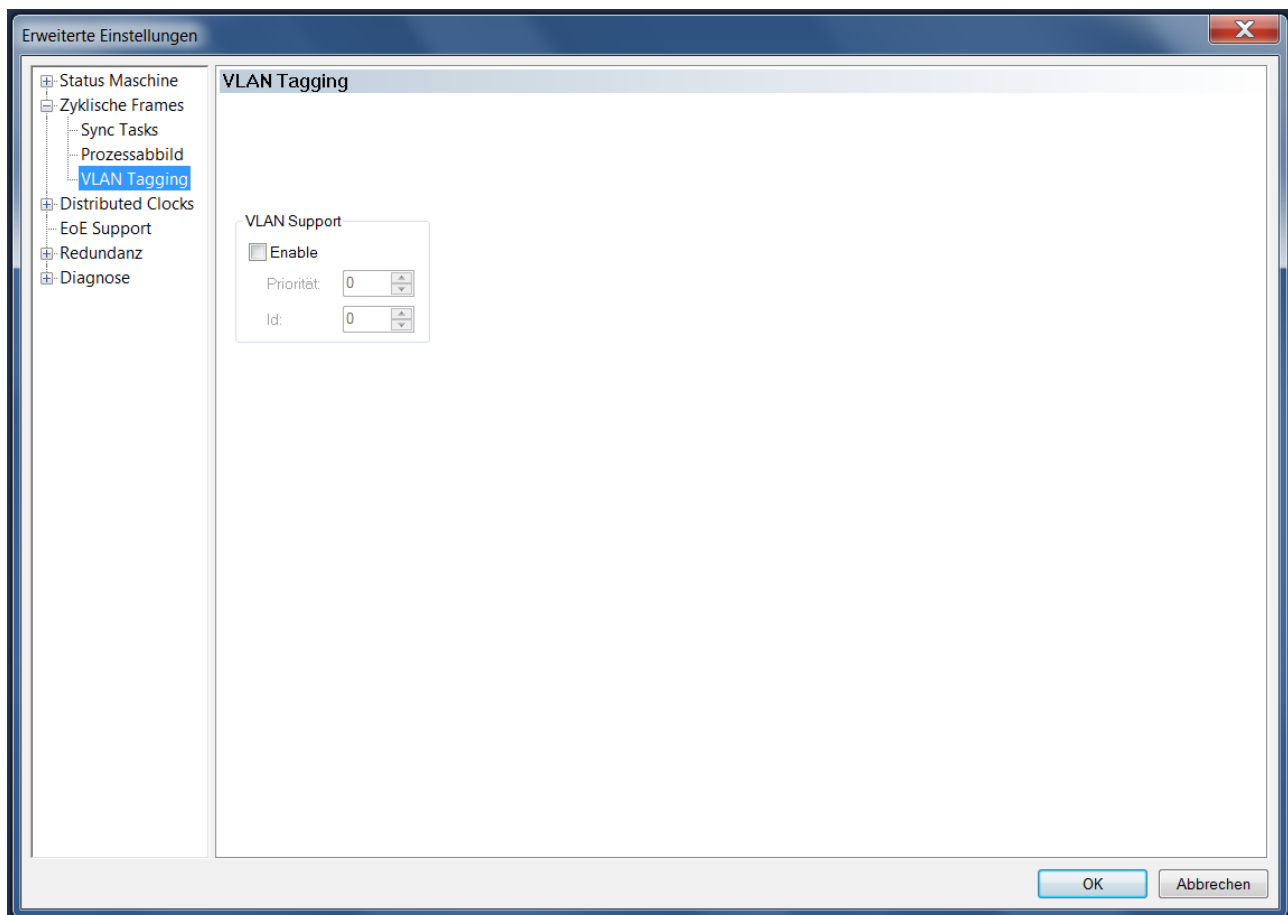 Erweiterte Einstellungen
Status Maschine
Zyklische Frames
Sync Tasks
Prozessabbild
VLAN Tagging
Distributed Clocks
EoE Support
Redundanz
Diagnose
VLAN Tagging
VLAN Support
Enable
Priorität: 0
Id: 0
OK Abbrechen